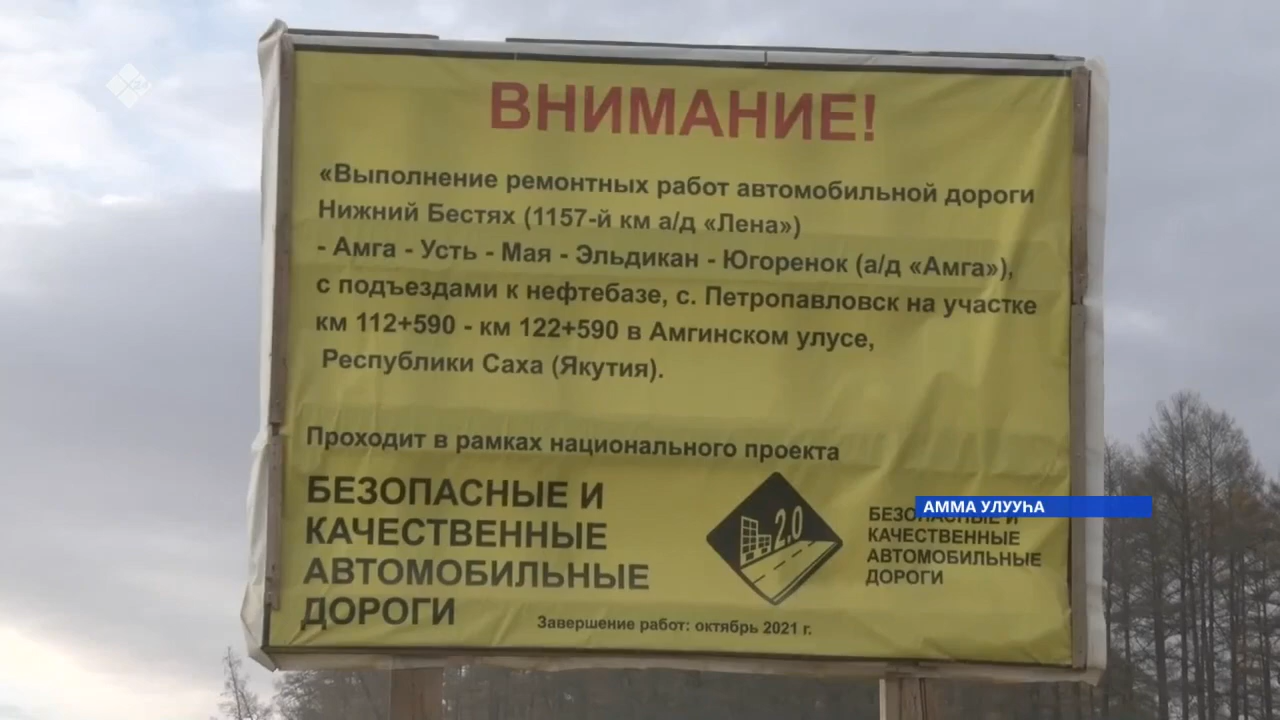 ВНИМАНИЕ!
«Выполнение ремонтных работ автомобильной дороги
Нижний Бестях (1157-й км а/д «Лена»)
- Амга - Усть - Мая - Эльдикан - Югоренок (а/д «Амга»),
с подъездами к нефтебазе, с. Петропавловск на участке
км 112+590 - км 122+590 в Амгинском улусе,
Республики Саха (Якутия).
Проходит в рамках национального проекта
БЕЗОПАСНЫЕ И
КАЧЕСТВЕННЫЕ
АВТОМОБИЛЬНЫЕ
ДОРОГИ
2.0
АММА УЛУУҺА
БЕЗОПАСНЫЕ И
КАЧЕСТВЕННЫЕ
АВТОМОБИЛЬНЫЕ
ДОРОГИ
Завершение работ: октябрь 2021 г.